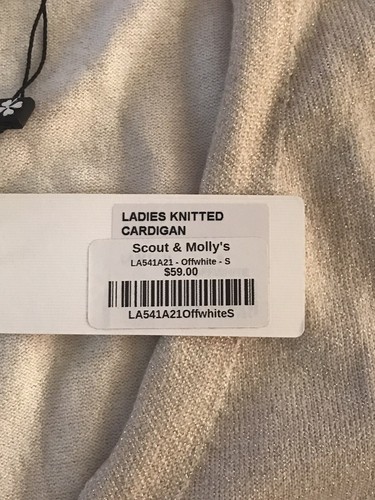 LADIES KNITTED
CARDIGAN
Scout & Molly's
LA541A21 - Offwhite - S
$59.00
LA541A21OffwhiteS